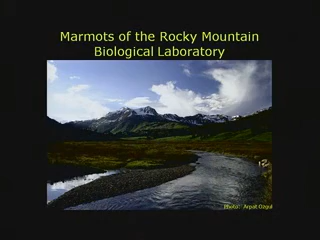 Marmots of the Rocky Mountain
Biological Laboratory
Photo: Arpat Ozgul